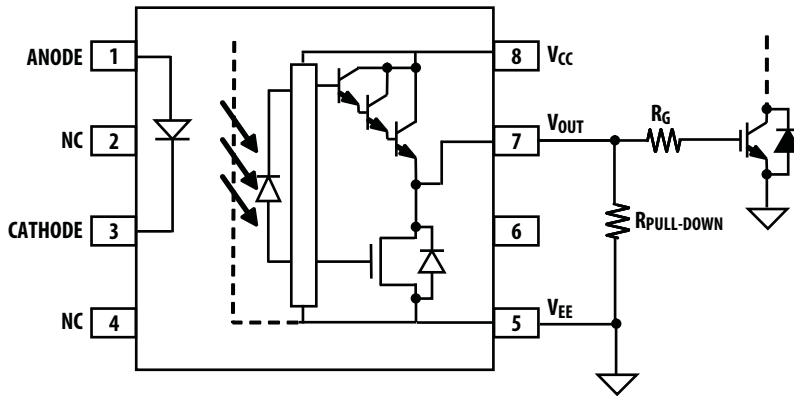 ANODE 1
NC 2
CATHODE 3
NC 4
8 VCC
7 VOUT
6
5 VEE
RG
RPULL-DOWN